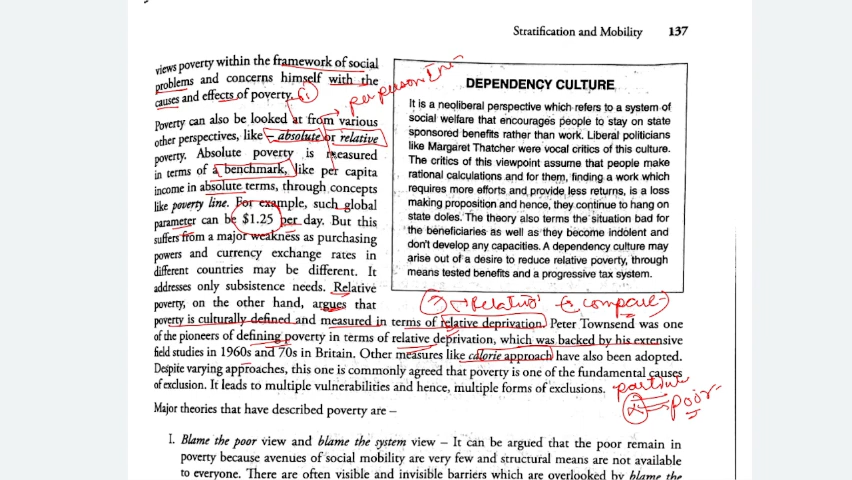 Stratification and Mobility 137
views poverty within the framework of social
problems and concerns himself with the
causes and effects of poverty.
per person
Poverty can also be looked at from various
other perspectives, like – absolute or relative
poverty. Absolute poverty is measured
in terms of a benchmark, like per capita
income in absolute terms, through concepts
like poverty line. For example, such global
parameter can be $1.25 per day. But this
suffers from a major weakness as purchasing
powers and currency exchange rates in
different countries may be different. It
addresses only subsistence needs. Relative
poverty, on the other hand, argues that
DEPENDENCY CULTURE
It is a neoliberal perspective which refers to a system of
social welfare that encourages people to stay on state
sponsored benefits rather than work. Liberal politicians
like Margaret Thatcher were vocal critics of this culture.
The critics of this viewpoint assume that people make
rational calculations and for them, finding a work which
requires more efforts and provide less returns, is a loss
making proposition and hence, they continue to hang on
state doles. The theory also terms the situation bad for
the beneficiaries as well as they become indolent and
don't develop any capacities. A dependency culture may
arise out of a desire to reduce relative poverty, through
means tested benefits and a progressive tax system.
Relative compare
poverty is culturally defined and measured in terms of relative deprivation. Peter Townsend was one
of the pioneers of defining poverty in terms of relative deprivation, which was backed by his extensive
field studies in 1960s and 70s in Britain. Other measures like calorie approach have also been adopted.
Despite varying approaches, this one is commonly agreed that poverty is one of the fundamental causes
of exclusion. It leads to multiple vulnerabilities and hence, multiple forms of exclusions.
poor
Major theories that have described poverty are –
I. Blame the poor view and blame the system view – It can be argued that the poor remain in
poverty because avenues of social mobility are very few and structural means are not available
to everyone. There are often visible and invisible barriers which are overlooked by blame the